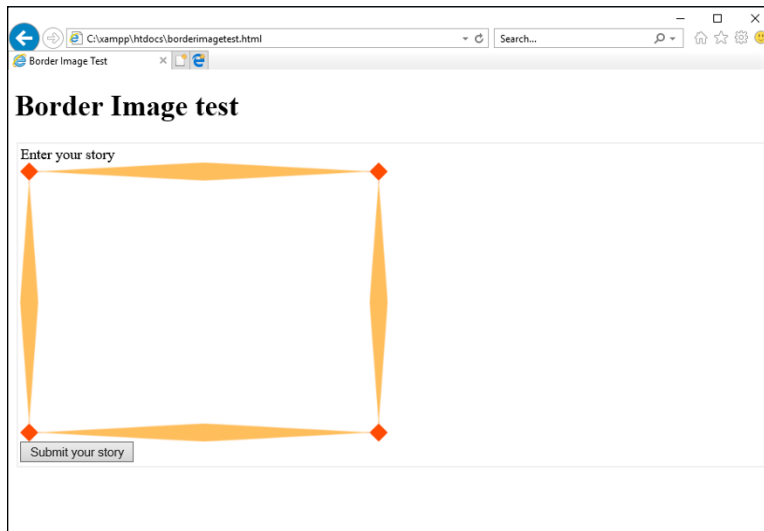 C:\xampp\htdocs\borderimagetest.html
Search...
Border Image Test
Border Image test
Enter your story
Submit your story